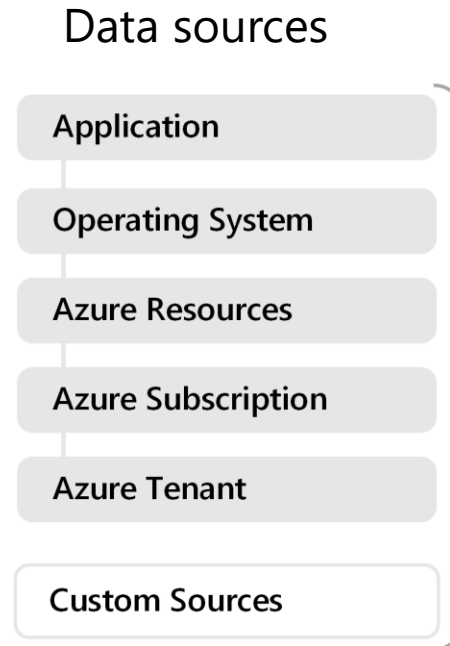 Data sources
Application
Operating System
Azure Resources
Azure Subscription
Azure Tenant
Custom Sources